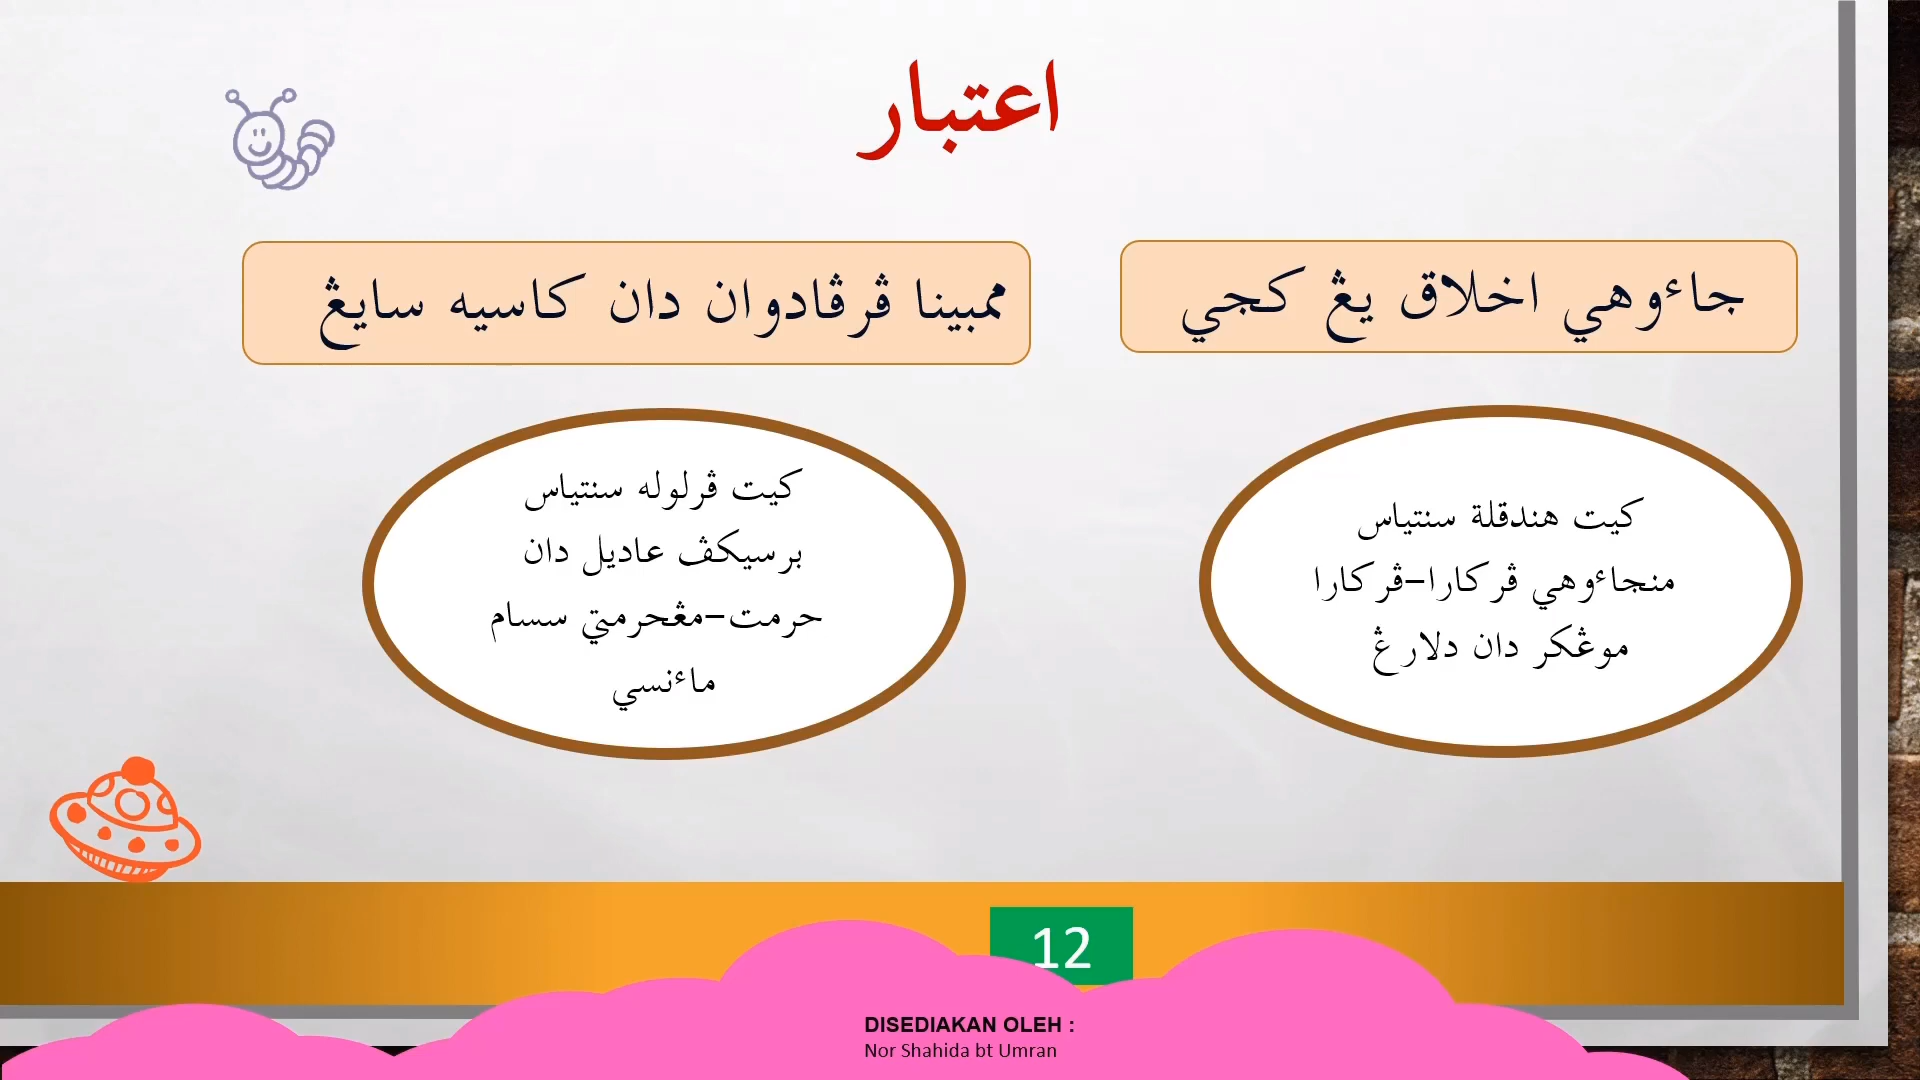 اعتبار
جاءوهي اخلاق يڠ كجي
ممبينا ڤرڤادوان دان كاسيه سايڠ
كيت هندقلة سنتياس
منجاءوهي ڤركارا–ڤركارا
موڠكر دان دلارڠ
كيت ڤرلوله سنتياس
برسيكڤ عاديل دان
حرمت–مڠحرمتي سسام
ماءنسي
12
DISEDIAKAN OLEH :
Nor Shahida bt Umran